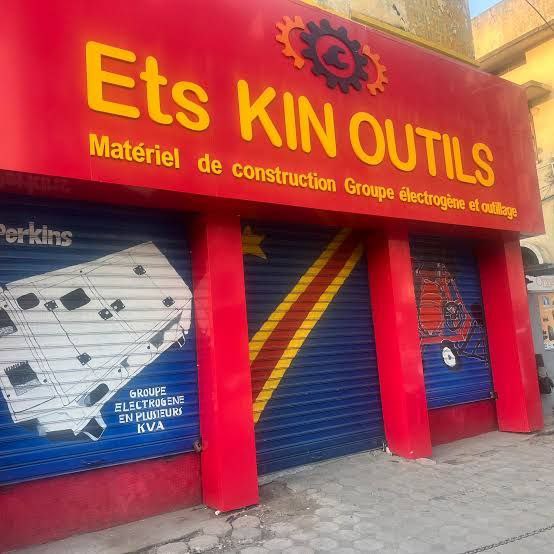 Ets KIN OUTILS
Matériel de construction Groupe électrogène et outillage
Perkins
GROUPE
ELECTROGENE
EN PLUSIEURS
KVA